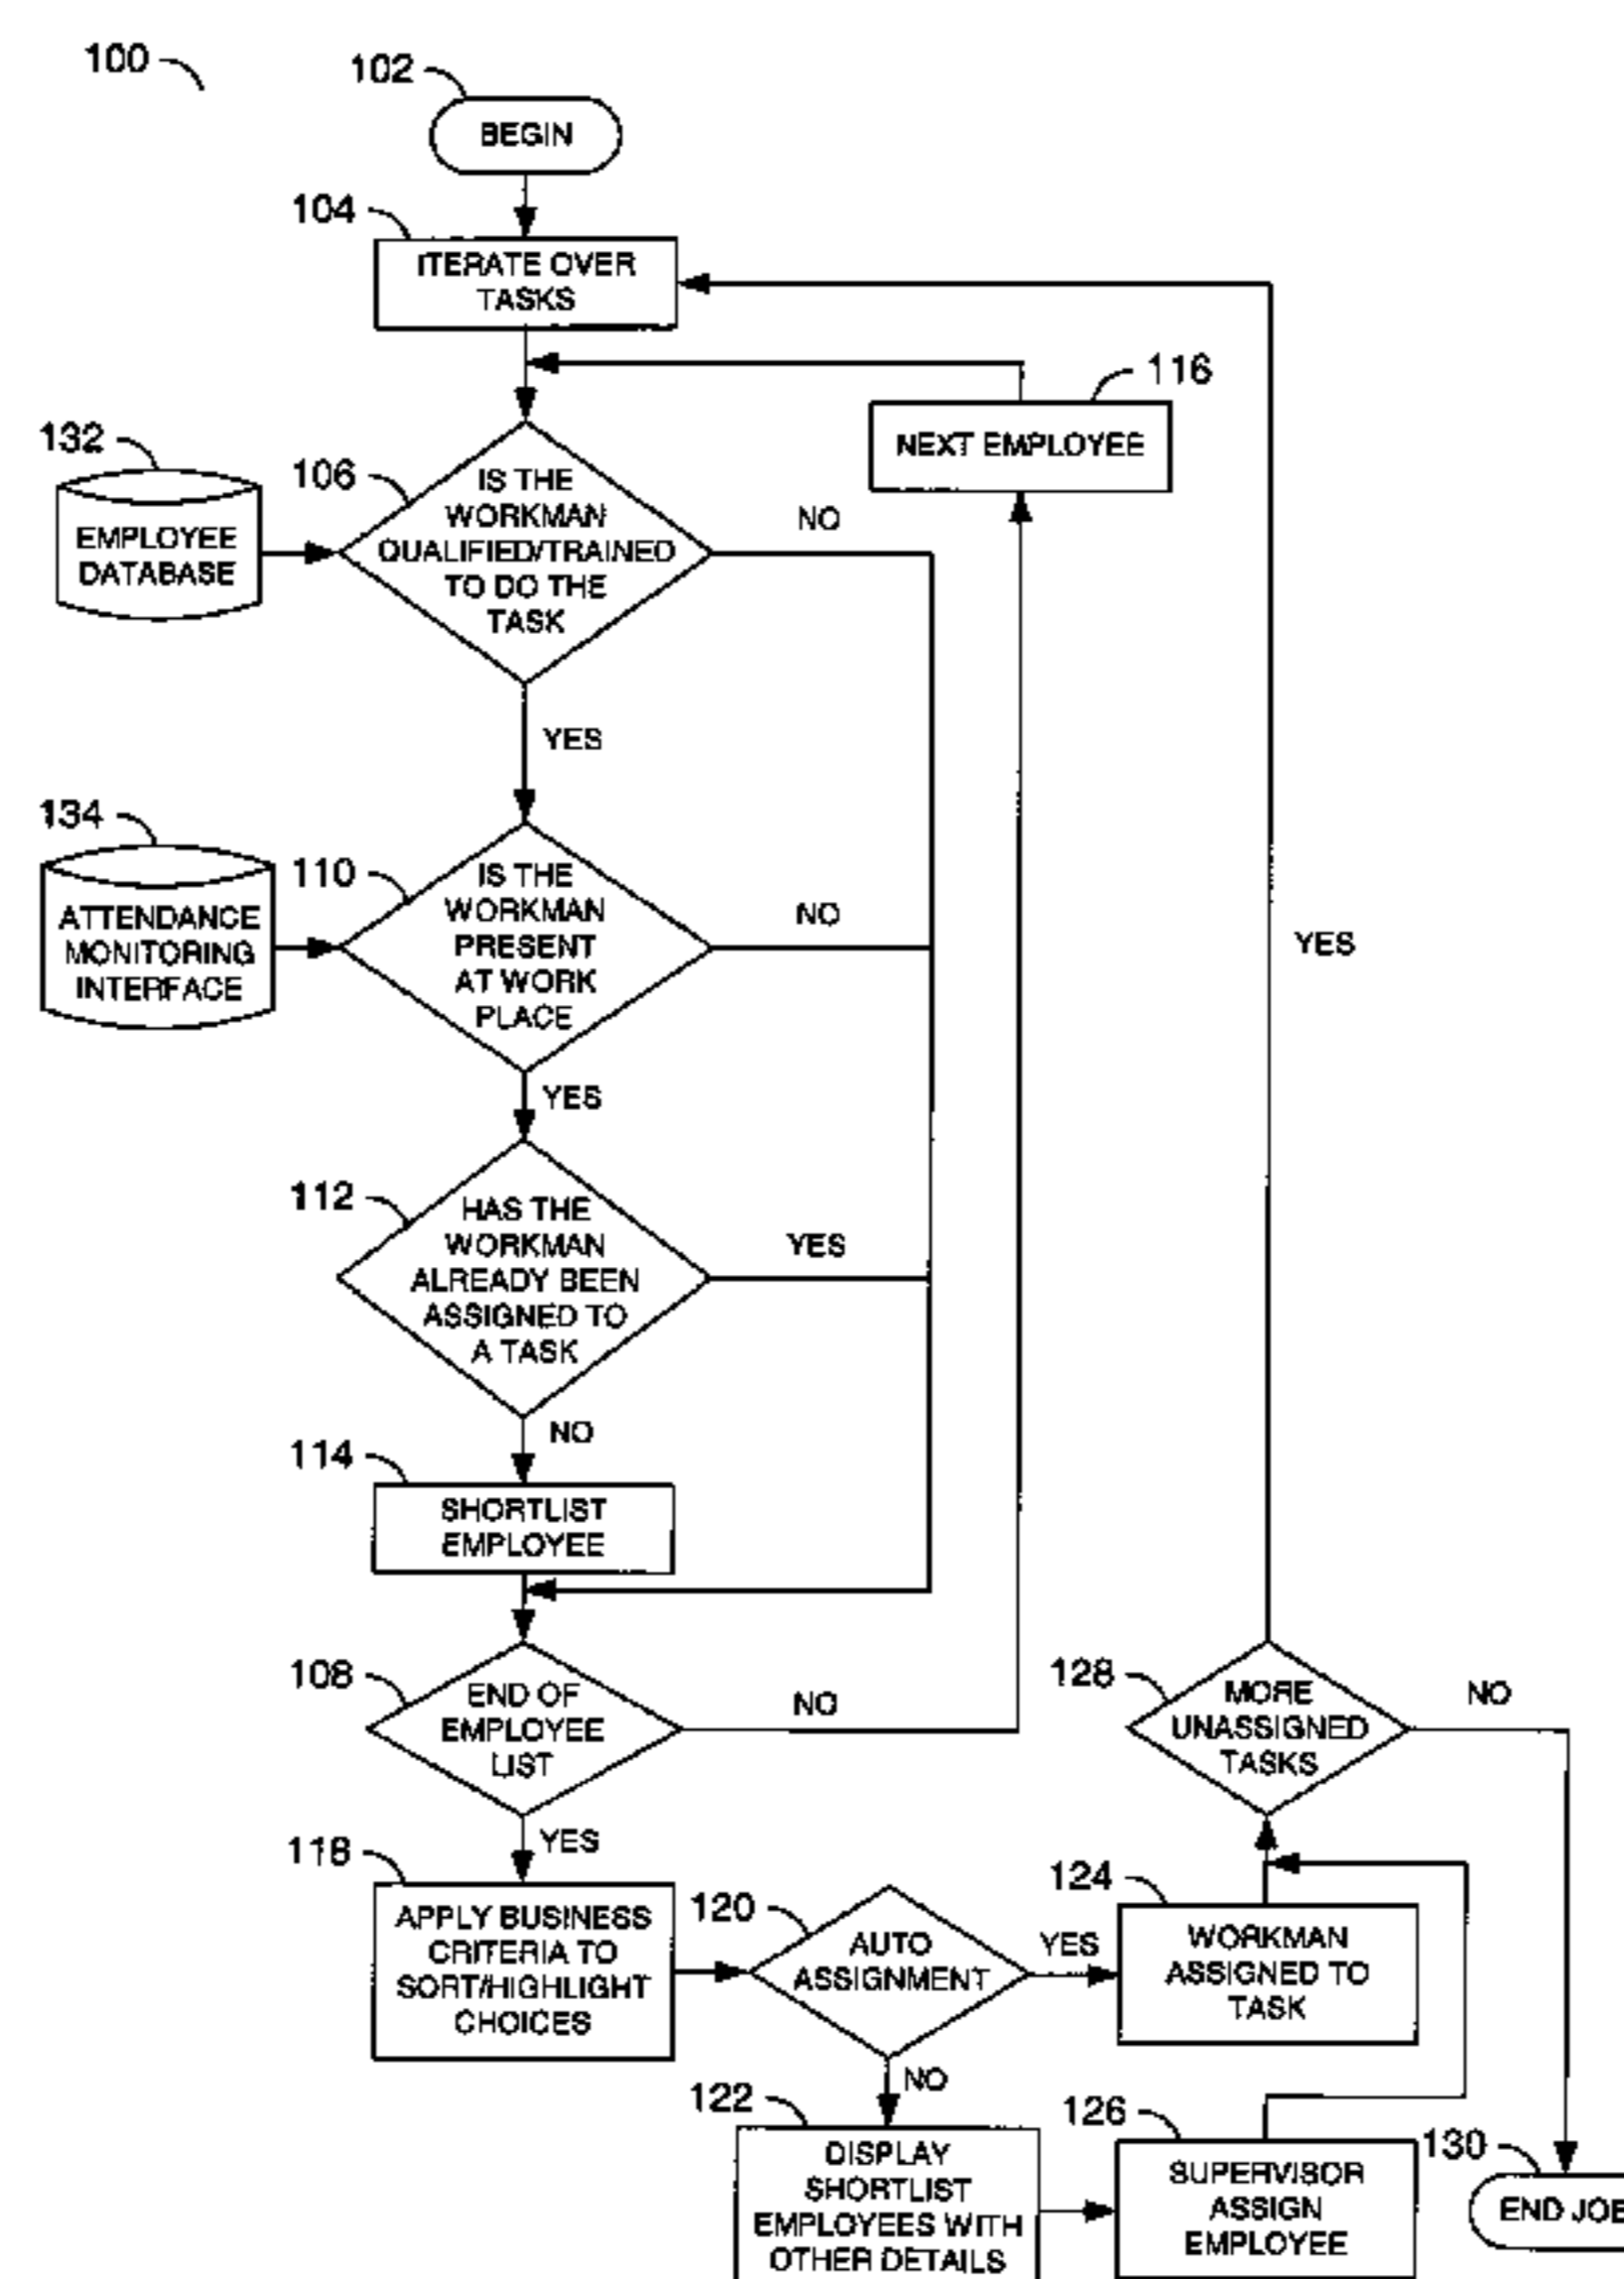 100
102
BEGIN
104
ITERATE OVER
TASKS
116
NEXT EMPLOYEE
132
EMPLOYEE
DATABASE
106
IS THE
WORKMAN
QUALIFIED/TRAINED
TO DO THE
TASK
NO
YES
134
ATTENDANCE
MONITORING
INTERFACE
110
IS THE
WORKMAN
PRESENT
AT WORK
PLACE
NO
YES
YES
112
HAS THE
WORKMAN
ALREADY BEEN
ASSIGNED TO
A TASK
YES
NO
114
SHORTLIST
EMPLOYEE
108
END OF
EMPLOYEE
LIST
NO
YES
128
MORE
UNASSIGNED
TASKS
NO
118
APPLY BUSINESS
CRITERIA TO
SORT/HIGHLIGHT
CHOICES
120
AUTO
ASSIGNMENT
YES
NO
124
WORKMAN
ASSIGNED TO
TASK
122
DISPLAY
SHORTLIST
EMPLOYEES WITH
OTHER DETAILS
126
SUPERVISOR
ASSIGN
EMPLOYEE
130
END JOB